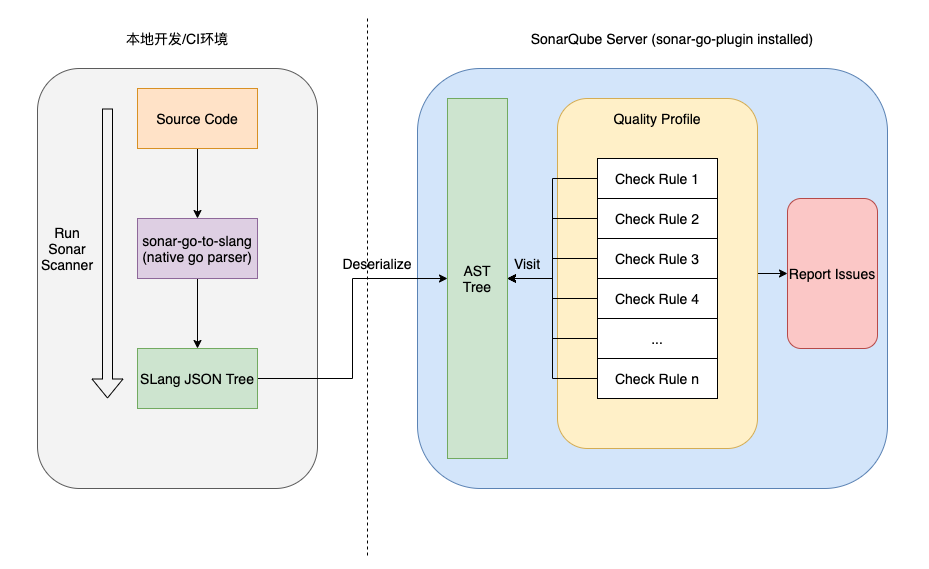 本地开发/CI环境
SonarQube Server (sonar-go-plugin installed)
Source Code
Run
Sonar
Scanner
sonar-go-to-slang
(native go parser)
SLang JSON Tree
Deserialize
AST
Tree
Visit
Quality Profile
Check Rule 1
Check Rule 2
Check Rule 3
Check Rule 4
...
Check Rule n
Report Issues